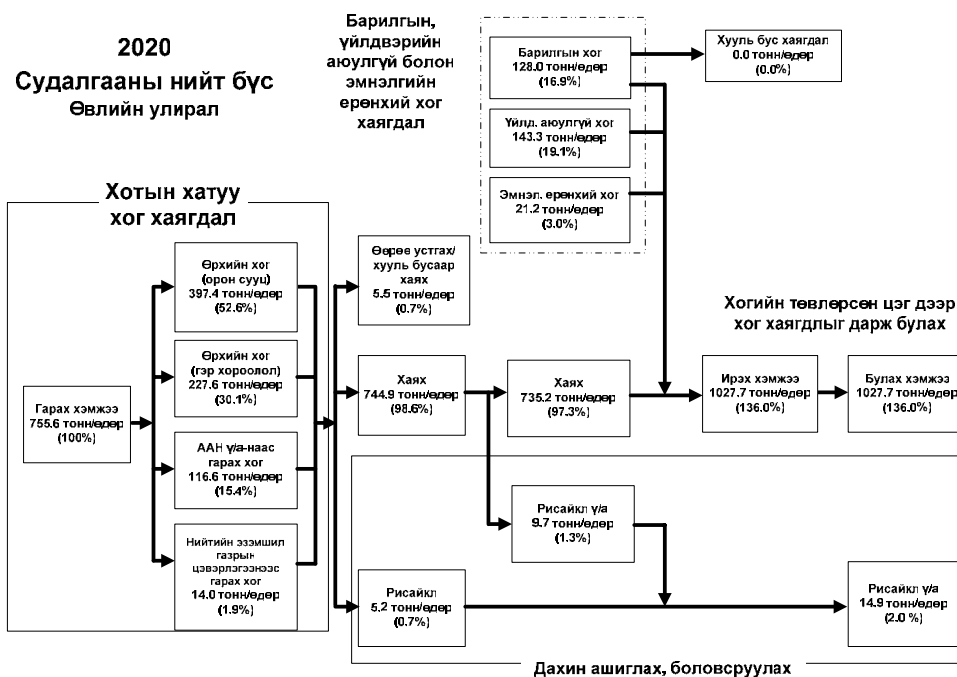 2020
Судалгааны нийт бүс
Өвлийн улирал
Барилгын,
үйлдвэрийн
аюулгүй болон
эмнэлгийн
ерөнхий хог
хаягдал
Барилгын хог
128.0 тонн/өдөр
(16.9%)
Хууль бус хаягдал
0.0 тонн/өдөр
(0.0%)
Үйлд. аюулгүй хог
143.3 тонн/өдөр
(19.1%)
Эмнэл. ерөнхий хог
21.2 тонн/өдөр
(3.0%)
Хотын хатуу
хог хаягдал
Гарах хэмжээ
755.6 тонн/өдөр
(100%)
Өрхийн хог
(орон сууц)
397.4 тонн/өдөр
(52.6%)
Өрхийн хог
(гэр хороолол)
227.6 тонн/өдөр
(30.1%)
ААН ү/а-наас
гарах хог
116.6 тонн/өдөр
(15.4%)
Нийтийн эзэмшил
газрын
цэвэрлэгээнээс
гарах хог
14.0 тонн/өдөр
(1.9%)
Өөрөө устгах/
хууль бусаар
хаях
5.5 тонн/өдөр
(0.7%)
Хаях
744.9 тонн/өдөр
(98.6%)
Хаях
735.2 тонн/өдөр
(97.3%)
Хогийн төвлөрсөн цэг дээр
хог хаягдлыг дарж булах
Ирэх хэмжээ
1027.7 тонн/өдөр
(136.0%)
Булах хэмжээ
1027.7 тонн/өдөр
(136.0%)
Рисайкл ү/а
9.7 тонн/өдөр
(1.3%)
Рисайкл
5.2 тонн/өдөр
(0.7%)
Рисайкл ү/а
14.9 тонн/өдөр
(2.0 %)
Дахин ашиглах, боловсруулах